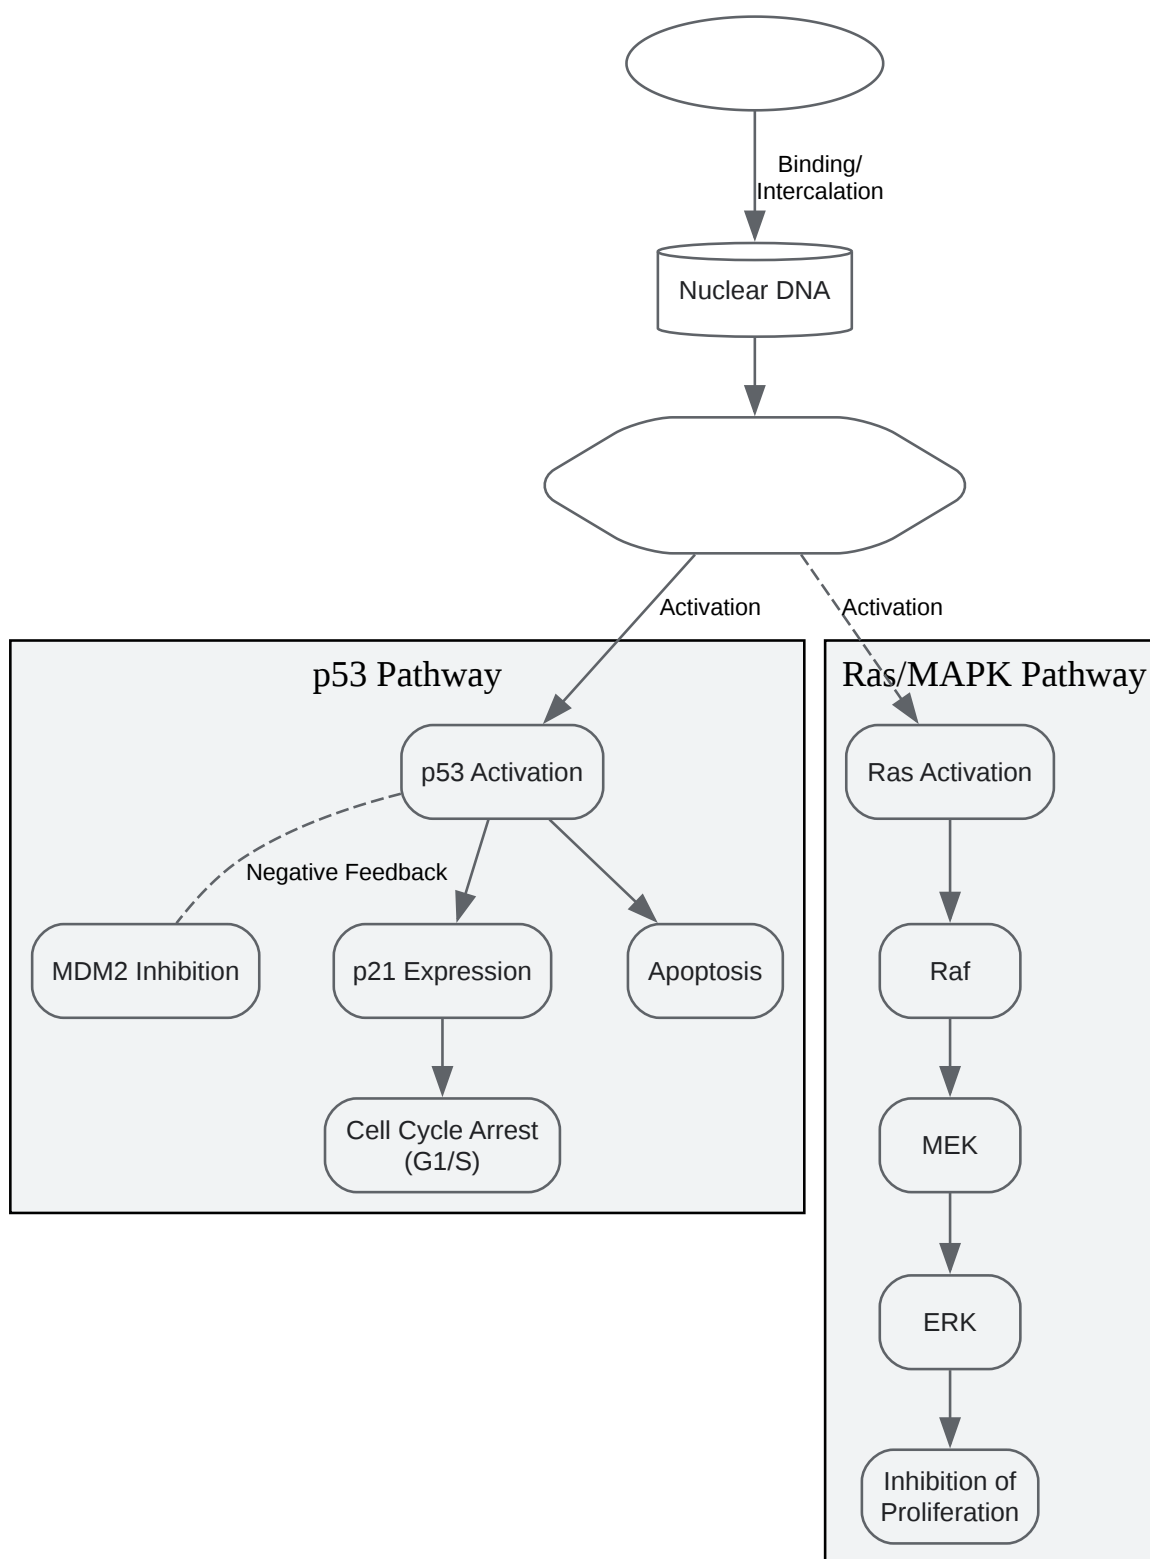 Binding/
Intercalation
Nuclear DNA
Activation
Activation
p53 Pathway
Ras/MAPK Pathway
p53 Activation
Ras Activation
Negative Feedback
MDM2 Inhibition
p21 Expression
Apoptosis
Raf
Cell Cycle Arrest
(G1/S)
MEK
ERK
Inhibition of
Proliferation